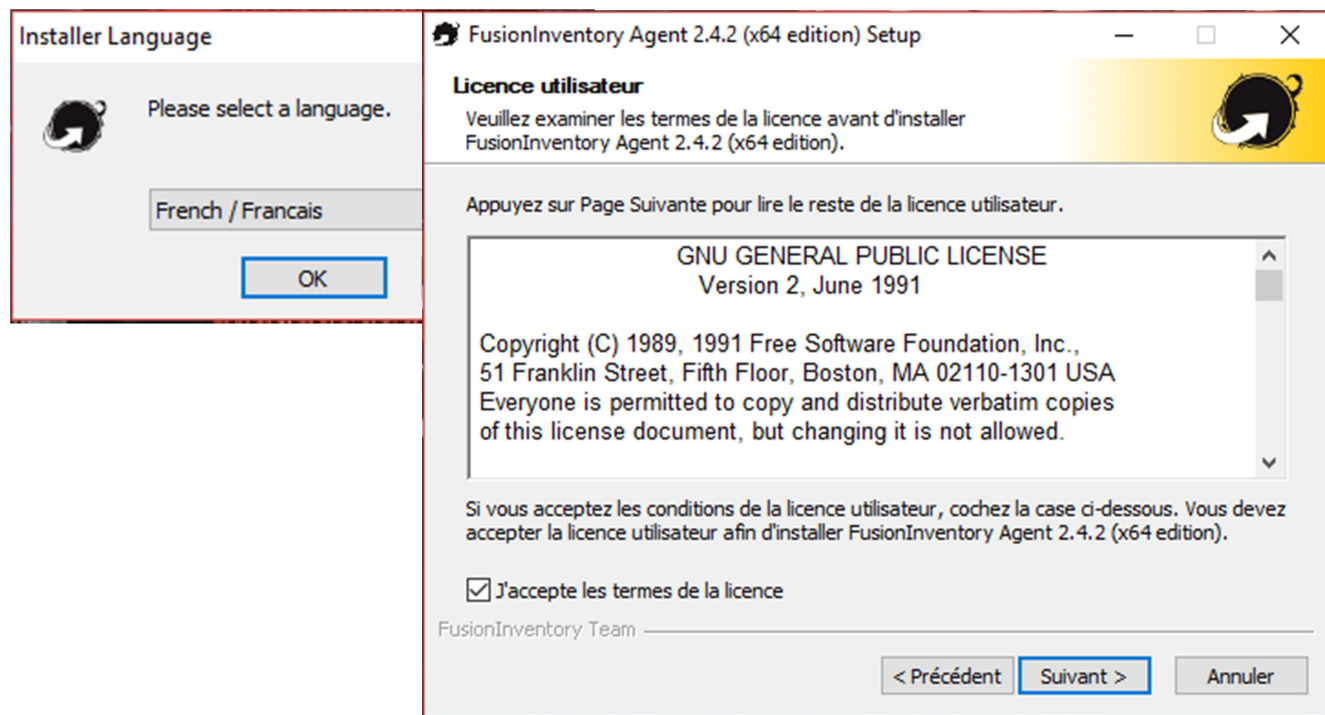 Installer Language
Please select a language.
French / Francais
OK
FusionInventory Agent 2.4.2 (x64 edition) Setup
Licence utilisateur
Veuillez examiner les termes de la licence avant d'installer
FusionInventory Agent 2.4.2 (x64 edition).
Appuyez sur Page Suivante pour lire le reste de la licence utilisateur.
GNU GENERAL PUBLIC LICENSE
Version 2, June 1991
Copyright (C) 1989, 1991 Free Software Foundation, Inc.,
51 Franklin Street, Fifth Floor, Boston, MA 02110-1301 USA
Everyone is permitted to copy and distribute verbatim copies
of this license document, but changing it is not allowed.
Si vous acceptez les conditions de la licence utilisateur, cochez la case ci-dessous. Vous devez
accepter la licence utilisateur afin d'installer FusionInventory Agent 2.4.2 (x64 edition).
J'accepte les termes de la licence
FusionInventory Team
< Précédent
Suivant >
Annuler